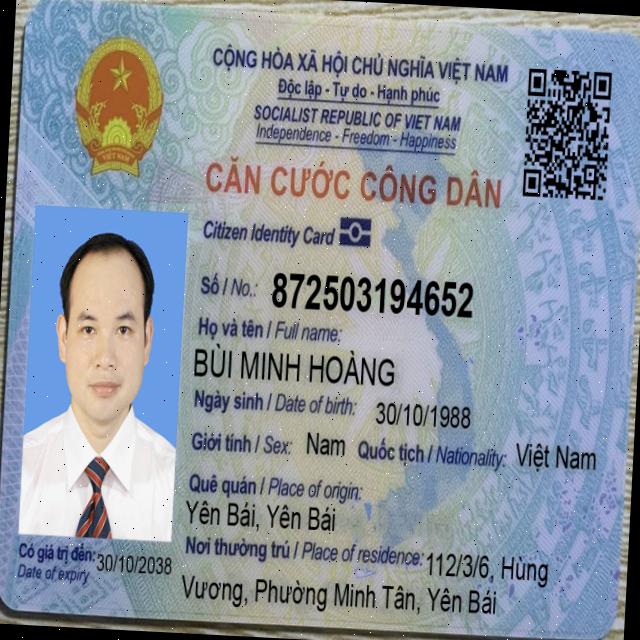 CỘNG HÒA XÃ HỘI CHỦ NGHĨA VIỆT NAM
Độc lập - Tự do - Hạnh phúc
SOCIALIST REPUBLIC OF VIET NAM
Independence - Freedom - Happiness
CĂN CƯỚC CÔNG DÂN
Citizen Identity Card
Số / No.: 872503194652
Họ và tên / Full name:
BÙI MINH HOÀNG
Ngày sinh / Date of birth: 30/10/1988
Giới tính / Sex: Nam Quốc tịch / Nationality: Việt Nam
Quê quán / Place of origin:
Yên Bái, Yên Bái
Nơi thường trú / Place of residence: 112/3/6, Hùng
Vương, Phường Minh Tân, Yên Bái
Có giá trị đến: 30/10/2038
Date of expiry
VIỆT NAM